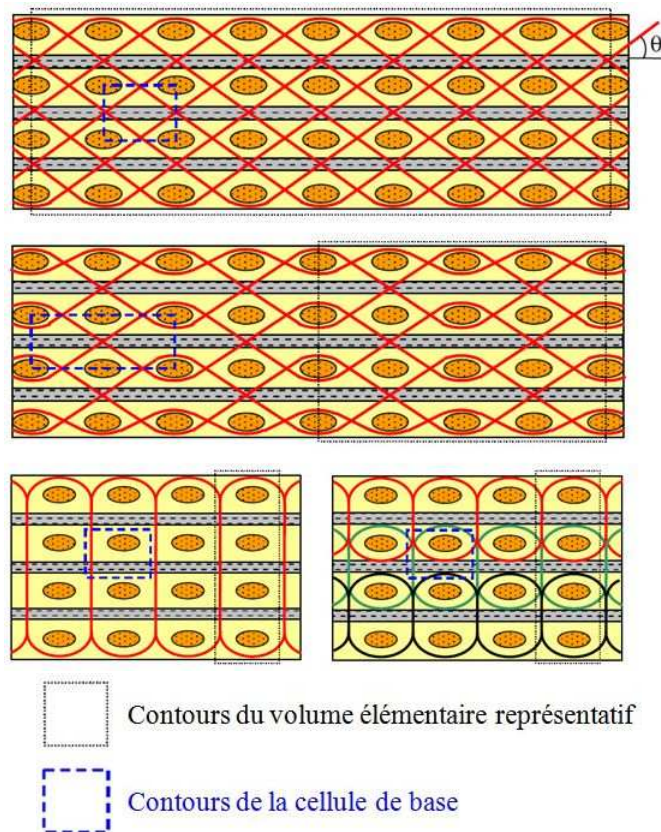 θ
Contours du volume élémentaire représentatif
Contours de la cellule de base